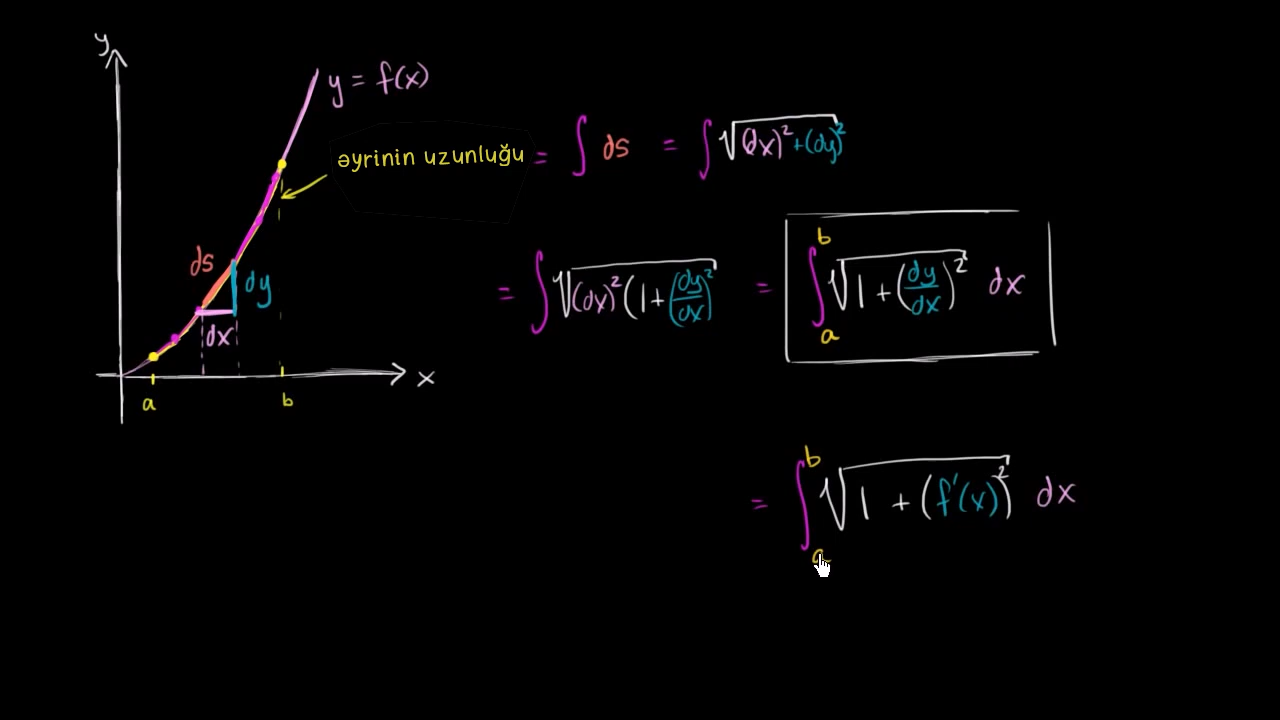 y
y = f(x)
əyrinin uzunluğu = ∫ ds = ∫ √(dx)² + (dy)²
ds
dy
dx
= ∫ √(dx)² (1 + (dy/dx)² = ∫ₐᵇ √1 + (dy/dx)² dx
x
a b
= ∫ₐᵇ √1 + (f'(x))² dx